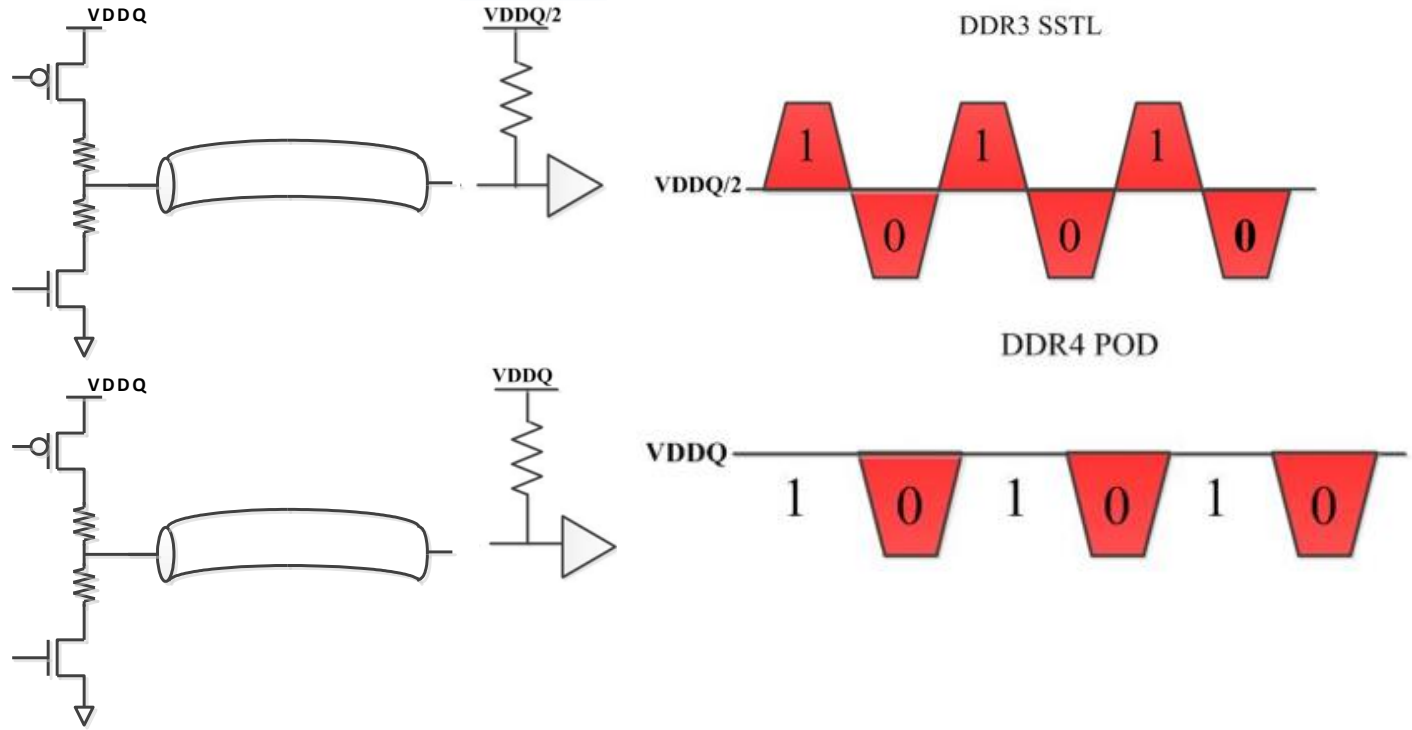 VDDQ
VDDQ/2
DDR3 SSTL
1 1 1
VDDQ/2
0 0 0
DDR4 POD
VDDQ
VDDQ
VDDQ
1 0 1 0 1 0